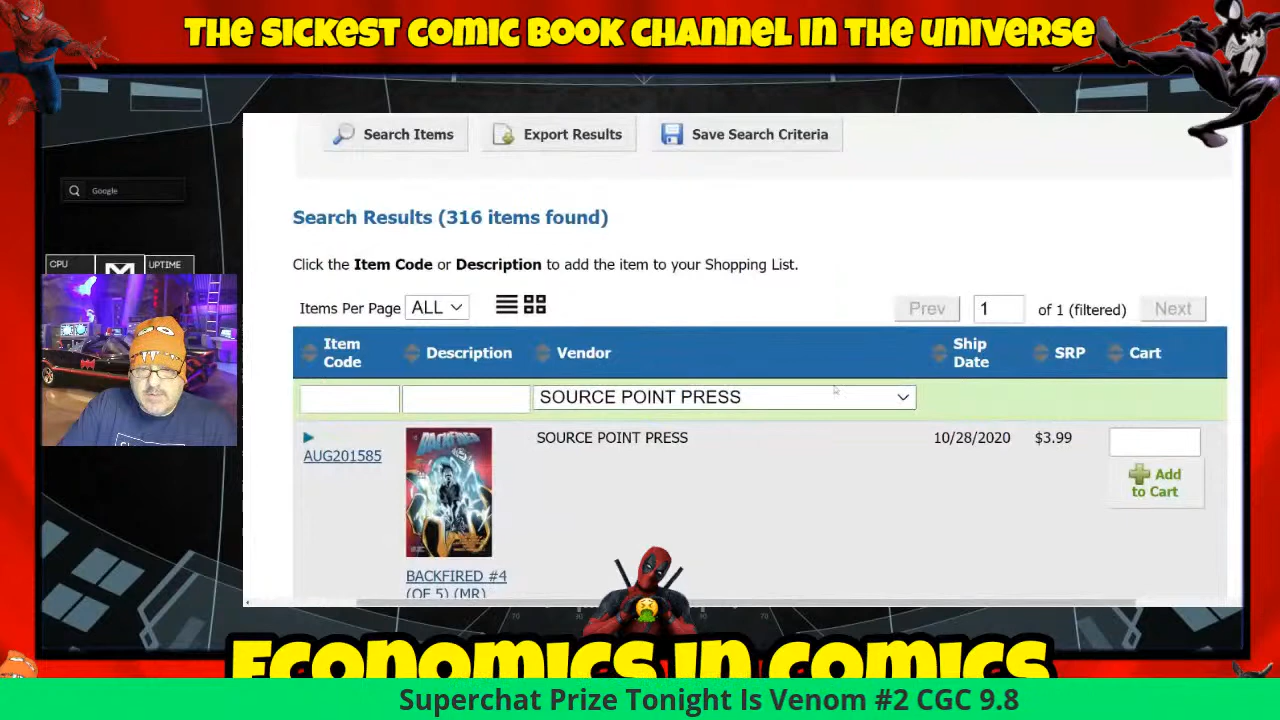 THE SICKEST COMIC BOOK CHANNEL IN THE UNIVERSE
Search Items
Export Results
Save Search Criteria
Google
Search Results (316 items found)
CPU
UPTIME
Click the Item Code or Description to add the item to your Shopping List.
Items Per Page ALL
Prev 1 of 1 (filtered) Next
Item Code
Description
Vendor
Ship Date
SRP
Cart
SOURCE POINT PRESS
AUG201585
BACKFIRED
SOURCE POINT PRESS
10/28/2020
$3.99
Add to Cart
BACKFIRED #4
(OF 5) (MR)
ECONOMICS IN COMICS
Superchat Prize Tonight Is Venom #2 CGC 9.8